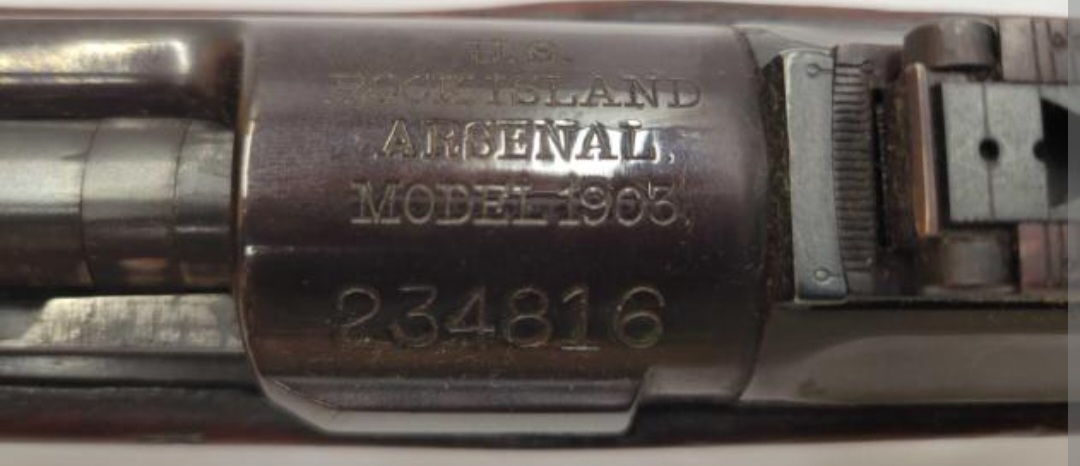 U.S.
ROCK ISLAND
ARSENAL.
MODEL 1903.
234816